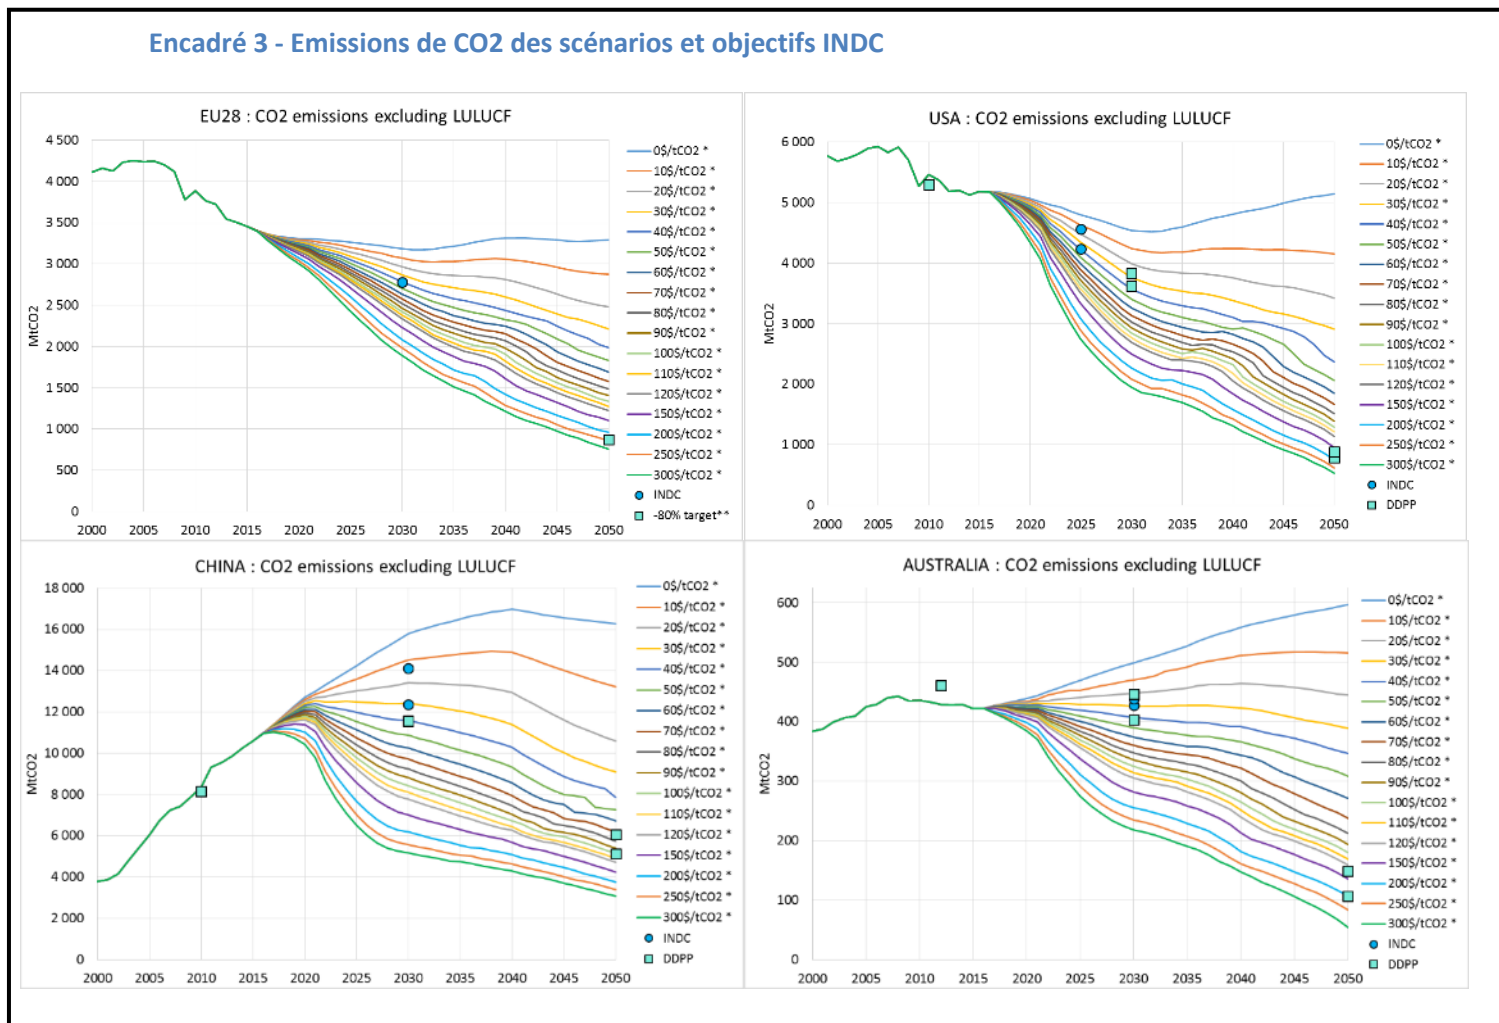 Encadré 3 - Emissions de CO2 des scénarios et objectifs INDC
EU28 : CO2 emissions excluding LULUCF
MtCO2
4 500
4 000
3 500
3 000
2 500
2 000
1 500
1 000
500
0
2000 2005 2010 2015 2020 2025 2030 2035 2040 2045 2050
0$/tCO2 *
10$/tCO2 *
20$/tCO2 *
30$/tCO2 *
40$/tCO2 *
50$/tCO2 *
60$/tCO2 *
70$/tCO2 *
80$/tCO2 *
90$/tCO2 *
100$/tCO2 *
110$/tCO2 *
120$/tCO2 *
150$/tCO2 *
200$/tCO2 *
250$/tCO2 *
300$/tCO2 *
INDC
-80% target**
USA : CO2 emissions excluding LULUCF
MtCO2
6 000
5 000
4 000
3 000
2 000
1 000
0
2000 2005 2010 2015 2020 2025 2030 2035 2040 2045 2050
0$/tCO2 *
10$/tCO2 *
20$/tCO2 *
30$/tCO2 *
40$/tCO2 *
50$/tCO2 *
60$/tCO2 *
70$/tCO2 *
80$/tCO2 *
90$/tCO2 *
100$/tCO2 *
110$/tCO2 *
120$/tCO2 *
150$/tCO2 *
200$/tCO2 *
250$/tCO2 *
300$/tCO2 *
INDC
DDPP
CHINA : CO2 emissions excluding LULUCF
MtCO2
18 000
16 000
14 000
12 000
10 000
8 000
6 000
4 000
2 000
0
2000 2005 2010 2015 2020 2025 2030 2035 2040 2045 2050
0$/tCO2 *
10$/tCO2 *
20$/tCO2 *
30$/tCO2 *
40$/tCO2 *
50$/tCO2 *
60$/tCO2 *
70$/tCO2 *
80$/tCO2 *
90$/tCO2 *
100$/tCO2 *
110$/tCO2 *
120$/tCO2 *
150$/tCO2 *
200$/tCO2 *
250$/tCO2 *
300$/tCO2 *
INDC
DDPP
AUSTRALIA : CO2 emissions excluding LULUCF
MtCO2
600
500
400
300
200
100
0
2000 2005 2010 2015 2020 2025 2030 2035 2040 2045 2050
0$/tCO2 *
10$/tCO2 *
20$/tCO2 *
30$/tCO2 *
40$/tCO2 *
50$/tCO2 *
60$/tCO2 *
70$/tCO2 *
80$/tCO2 *
90$/tCO2
100$/tCO2 *
110$/tCO2 *
120$/tCO2 *
150$/tCO2 *
200$/tCO2 *
250$/tCO2 *
300$/tCO2 *
INDC
DDPP